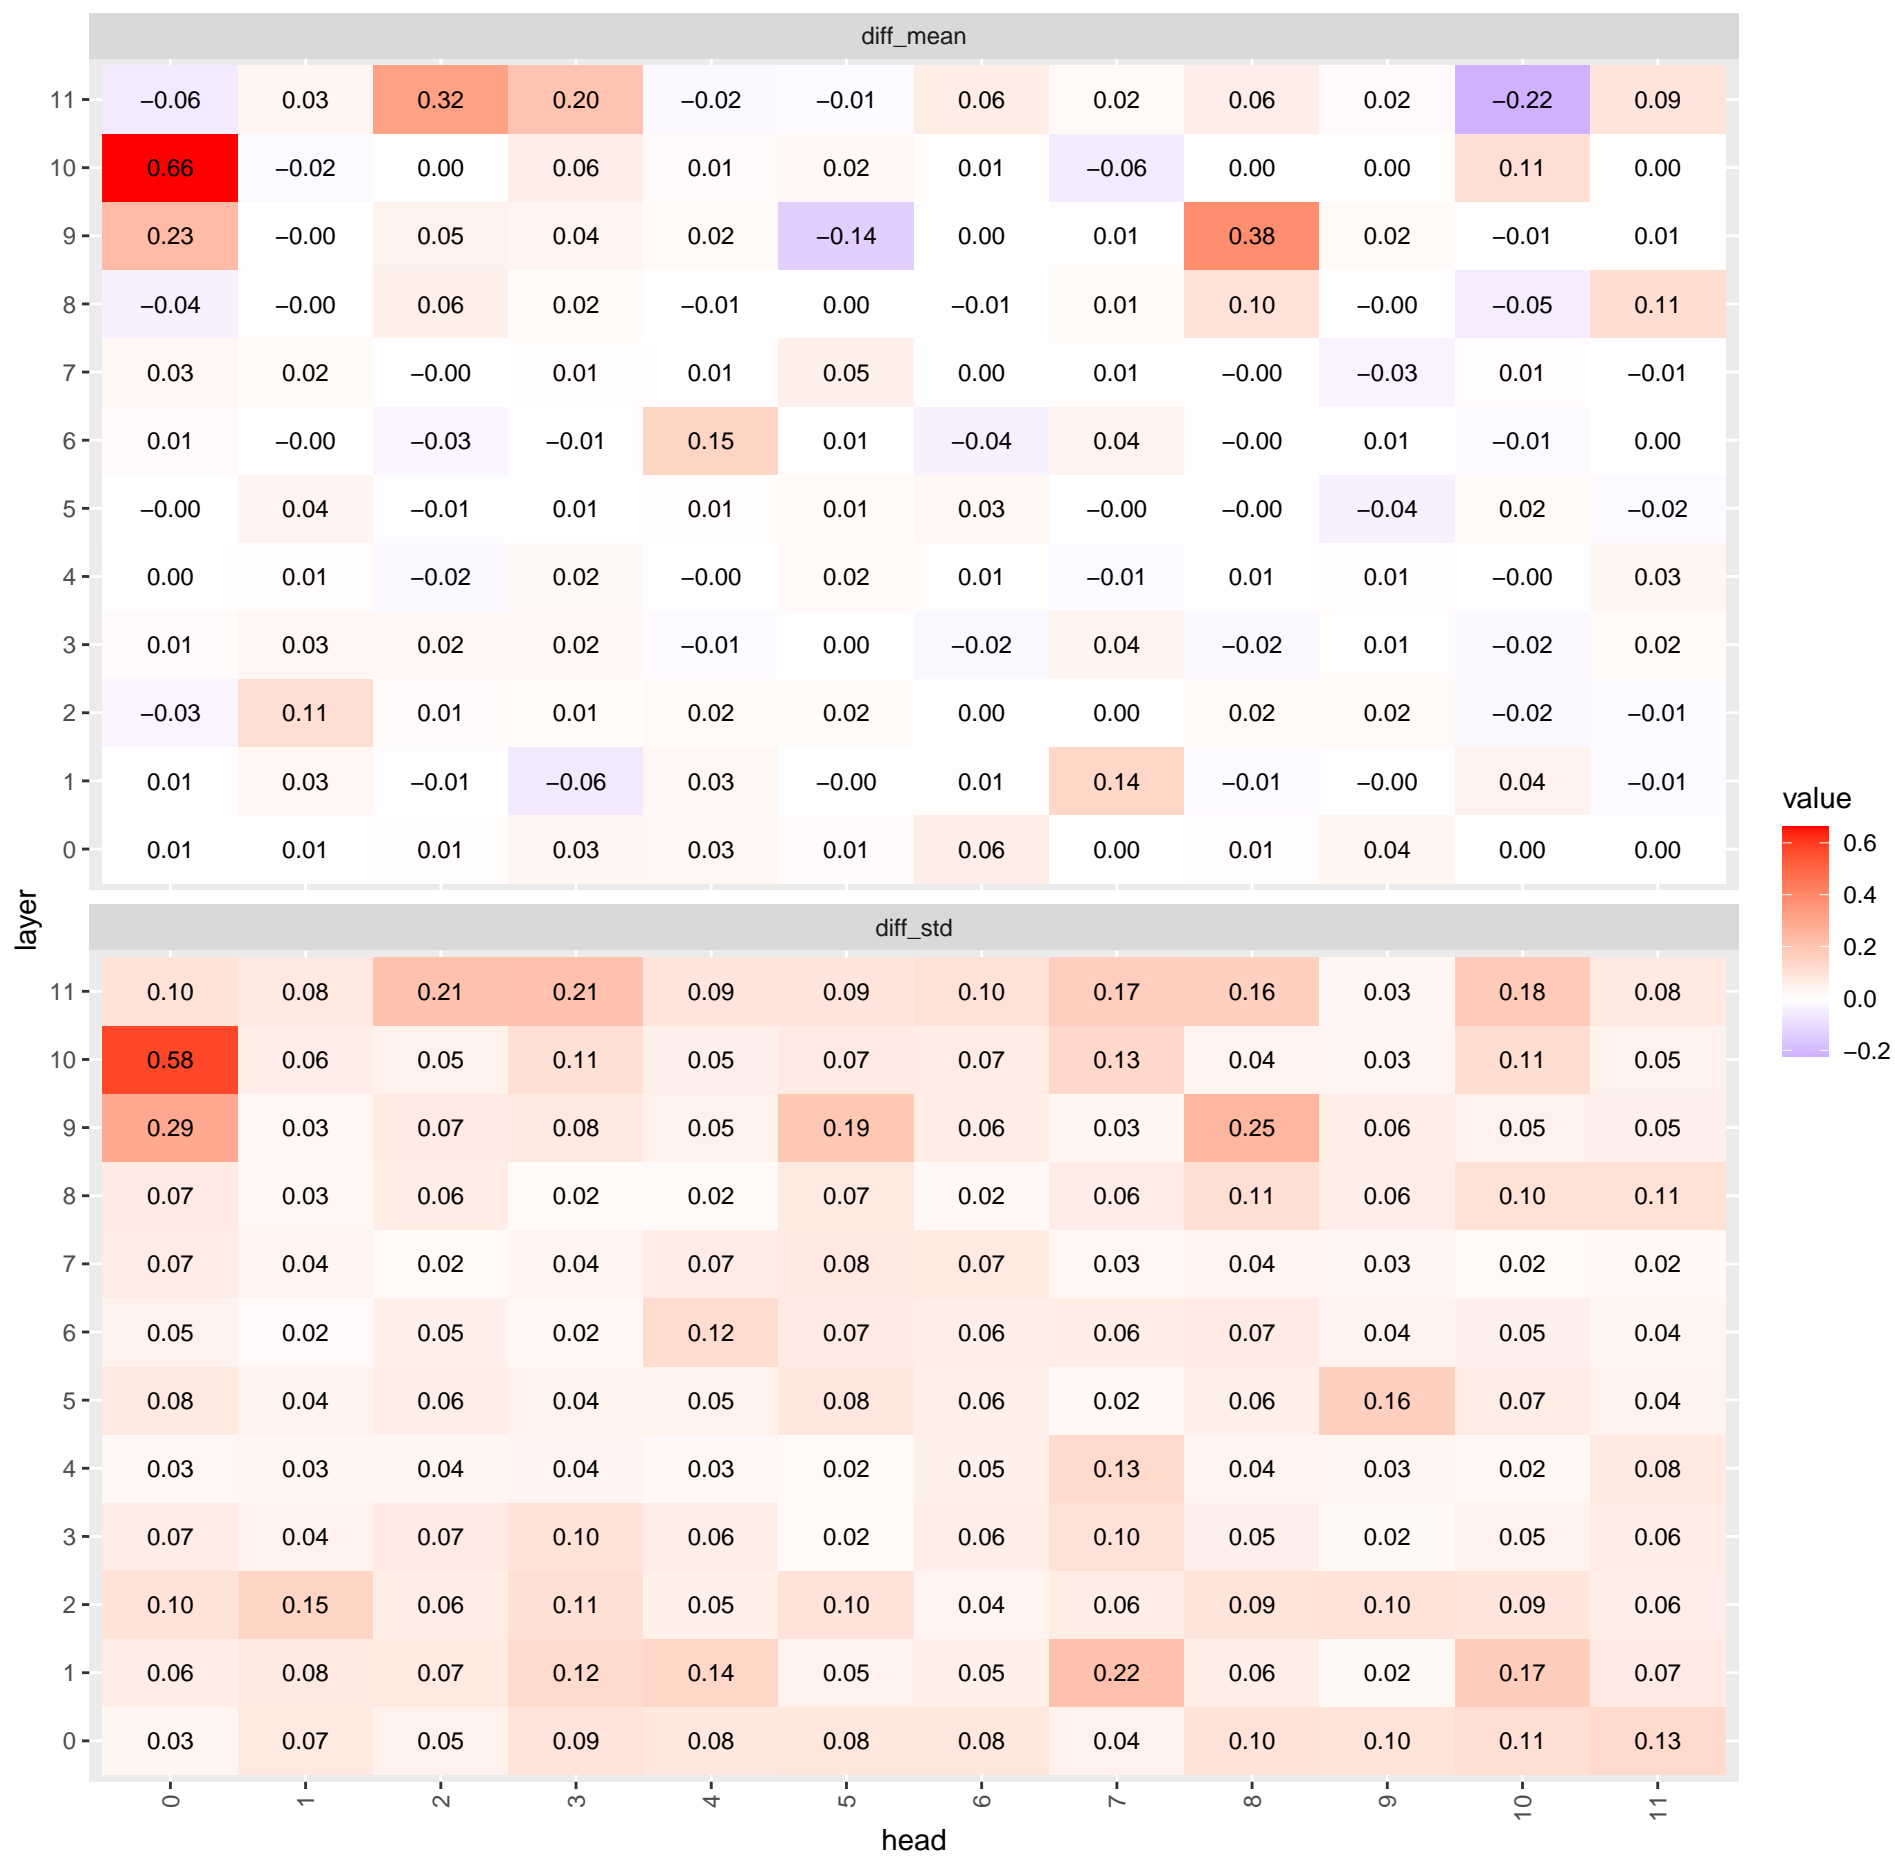 diff_mean
11 −0.06 0.03 0.32 0.20 −0.02 −0.01 0.06 0.02 0.06 0.02 −0.22 0.09
10 0.66 −0.02 0.00 0.06 0.01 0.02 0.01 −0.06 0.00 0.00 0.11 0.00
9 0.23 −0.00 0.05 0.04 0.02 −0.14 0.00 0.01 0.38 0.02 −0.01 0.01
8 −0.04 −0.00 0.06 0.02 −0.01 0.00 −0.01 0.01 0.10 −0.00 −0.05 0.11
7 0.03 0.02 −0.00 0.01 0.01 0.05 0.00 0.01 −0.00 −0.03 0.01 −0.01
6 0.01 −0.00 −0.03 −0.01 0.15 0.01 −0.04 0.04 −0.00 0.01 −0.01 0.00
5 −0.00 0.04 −0.01 0.01 0.01 0.01 0.03 −0.00 −0.00 −0.04 0.02 −0.02
4 0.00 0.01 −0.02 0.02 −0.00 0.02 0.01 −0.01 0.01 0.01 −0.00 0.03
3 0.01 0.03 0.02 0.02 −0.01 0.00 −0.02 0.04 −0.02 0.01 −0.02 0.02
2 −0.03 0.11 0.01 0.01 0.02 0.02 0.00 0.00 0.02 0.02 −0.02 −0.01
1 0.01 0.03 −0.01 −0.06 0.03 −0.00 0.01 0.14 −0.01 −0.00 0.04 −0.01
0 0.01 0.01 0.01 0.03 0.03 0.01 0.06 0.00 0.01 0.04 0.00 0.00
layer
diff_std
11 0.10 0.08 0.21 0.21 0.09 0.09 0.10 0.17 0.16 0.03 0.18 0.08
10 0.58 0.06 0.05 0.11 0.05 0.07 0.07 0.13 0.04 0.03 0.11 0.05
9 0.29 0.03 0.07 0.08 0.05 0.19 0.06 0.03 0.25 0.06 0.05 0.05
8 0.07 0.03 0.06 0.02 0.02 0.07 0.02 0.06 0.11 0.06 0.10 0.11
7 0.07 0.04 0.02 0.04 0.07 0.08 0.07 0.03 0.04 0.03 0.02 0.02
6 0.05 0.02 0.05 0.02 0.12 0.07 0.06 0.06 0.07 0.04 0.05 0.04
5 0.08 0.04 0.06 0.04 0.05 0.08 0.06 0.02 0.06 0.16 0.07 0.04
4 0.03 0.03 0.04 0.04 0.03 0.02 0.05 0.13 0.04 0.03 0.02 0.08
3 0.07 0.04 0.07 0.10 0.06 0.02 0.06 0.10 0.05 0.02 0.05 0.06
2 0.10 0.15 0.06 0.11 0.05 0.10 0.04 0.06 0.09 0.10 0.09 0.06
1 0.06 0.08 0.07 0.12 0.14 0.05 0.05 0.22 0.06 0.02 0.17 0.07
0 0.03 0.07 0.05 0.09 0.08 0.08 0.08 0.04 0.10 0.10 0.11 0.13
0 1 2 3 4 5 6 7 8 9 10 11
head
value
0.6
0.4
0.2
0.0
−0.2